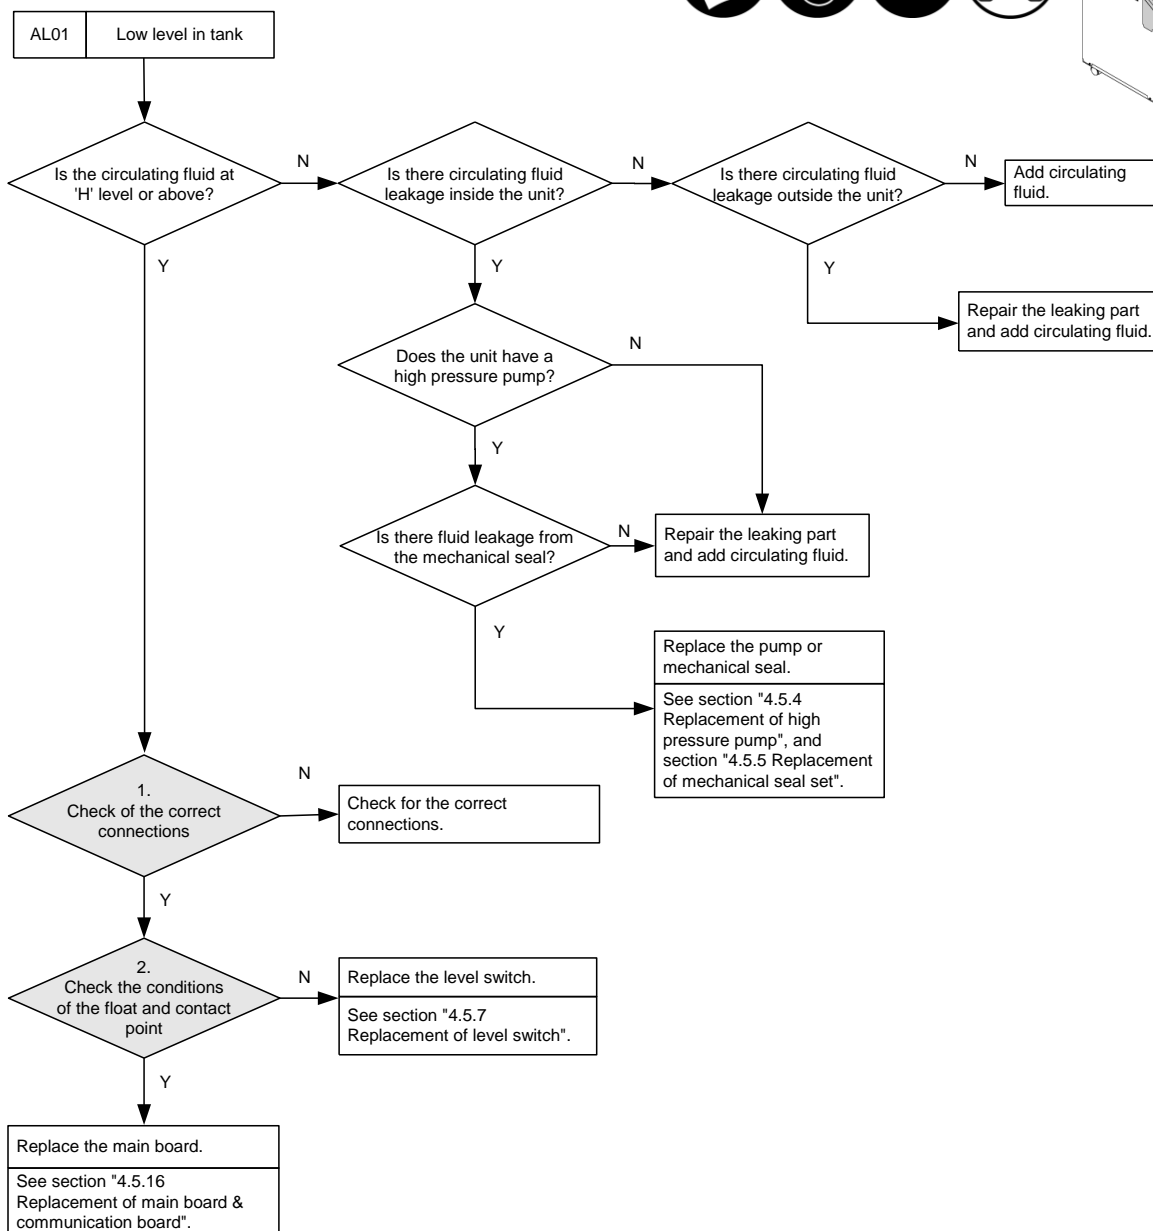 AL01
Low level in tank
Is the circulating fluid at
'H' level or above?
N
Is there circulating fluid
leakage inside the unit?
N
Is there circulating fluid
leakage outside the unit?
N
Add circulating
fluid.
Y
Y
Y
Repair the leaking part
and add circulating fluid.
Does the unit have a
high pressure pump?
N
Y
Is there fluid leakage from
the mechanical seal?
N
Repair the leaking part
and add circulating fluid.
Y
Replace the pump or
mechanical seal.
See section "4.5.4
Replacement of high
pressure pump", and
section "4.5.5 Replacement
of mechanical seal set".
1.
Check of the correct
connections
N
Check for the correct
connections.
Y
2.
Check the conditions
of the float and contact
point
N
Replace the level switch.
See section "4.5.7
Replacement of level switch".
Y
Replace the main board.
See section "4.5.16
Replacement of main board &
communication board".